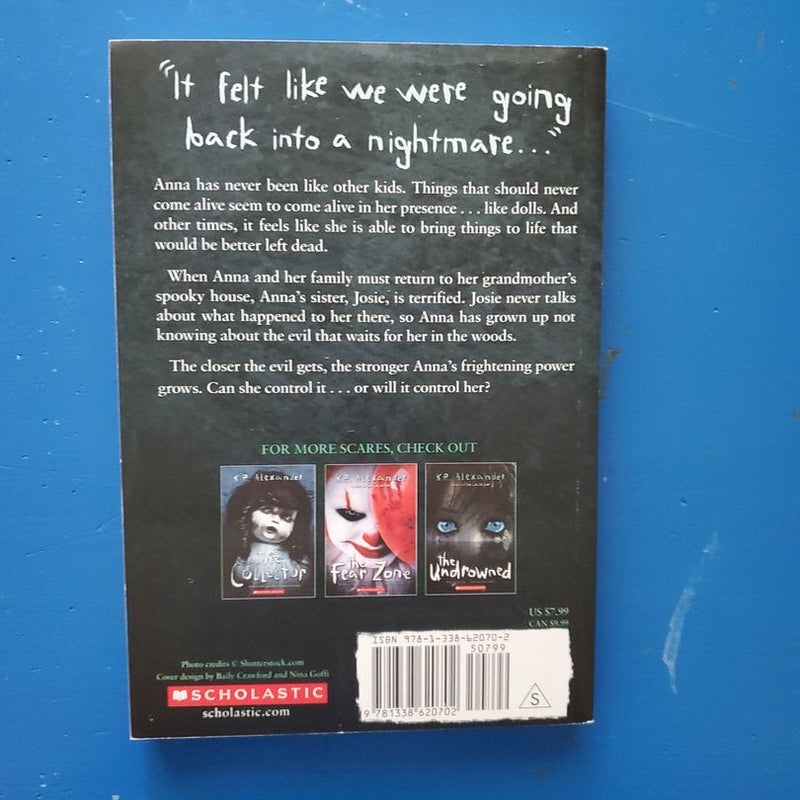 "It felt like we were going
back into a nightmare..."
Anna has never been like other kids. Things that should never
come alive seem to come alive in her presence . . . like dolls. And
other times, it feels like she is able to bring things to life that
would be better left dead.
When Anna and her family must return to her grandmother's
spooky house, Anna's sister, Josie, is terrified. Josie never talks
about what happened to her there, so Anna has grown up not
knowing about the evil that waits for her in the woods.
The closer the evil gets, the stronger Anna's frightening power
grows. Can she control it . . . or will it control her?
FOR MORE SCARES, CHECK OUT
K.R. Alexander
The Collector
K.R. Alexander
The Fear Zone
K.R. Alexander
the Undrowned
US $7.99
CAN $9.99
ISBN 978-1-338-62070-2
50799
9 781338 620702
S
Photo credits © Shutterstock.com
Cover design by Baily Crawford and Nina Goffi
SCHOLASTIC
scholastic.com